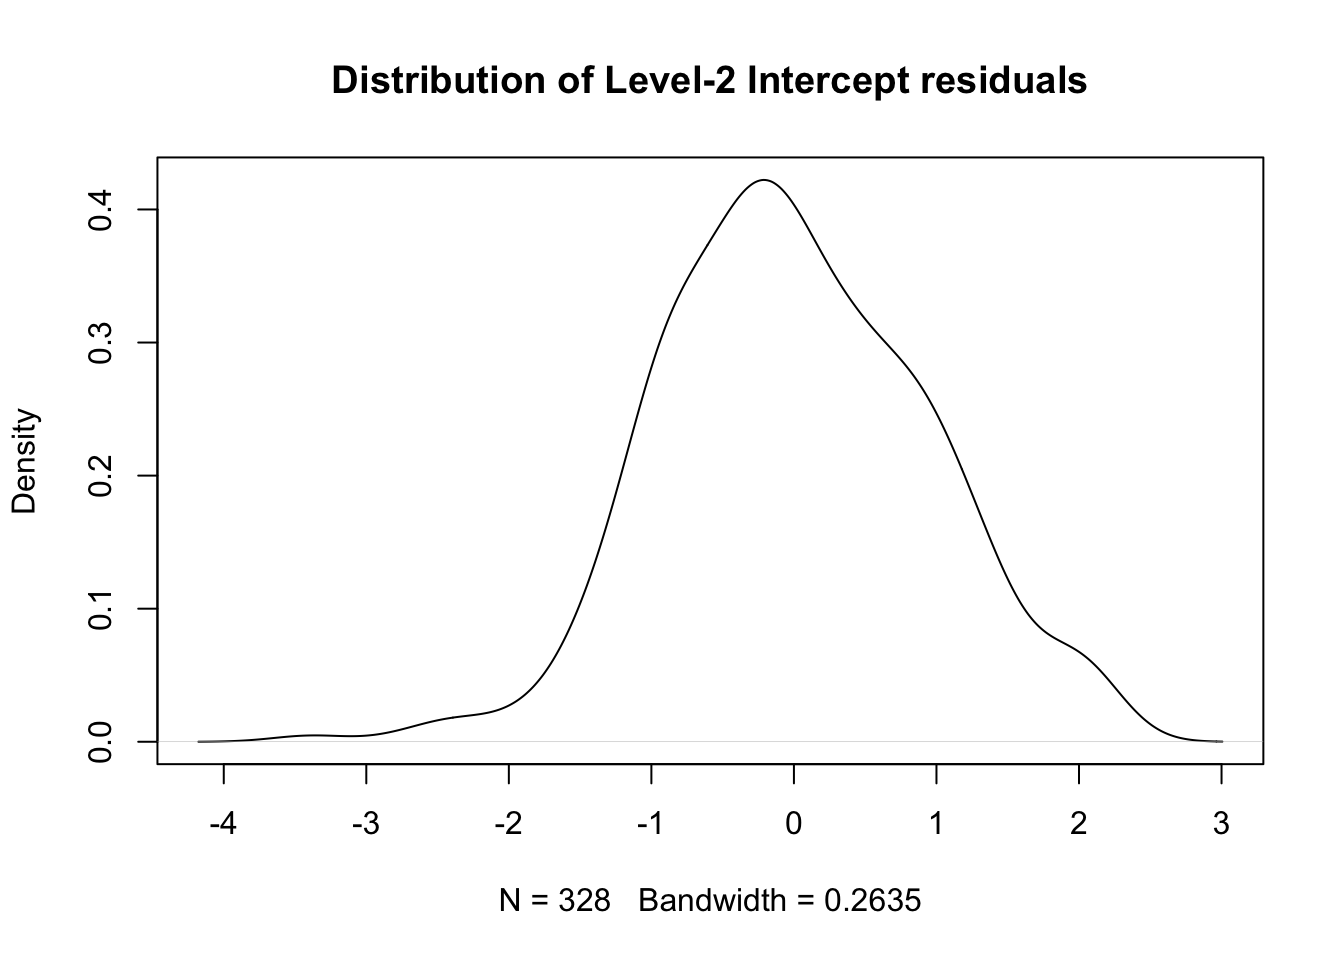 Distribution of Level-2 Intercept residuals
Density
0.4
0.3
0.2
0.1
0.0
-4 -3 -2 -1 0 1 2 3
N = 328 Bandwidth = 0.2635